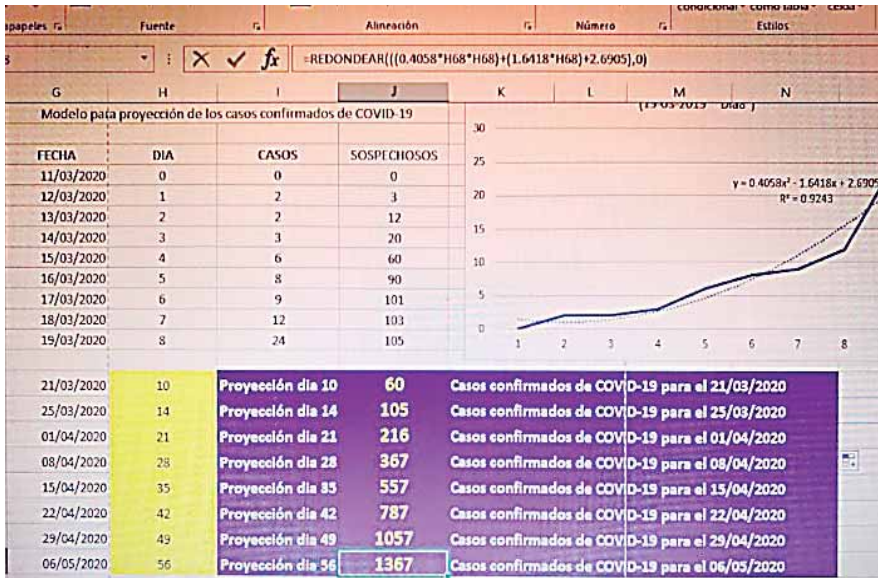 condicional como tabla celda
apapeles Fuente Alineación Número Estilos
fx =REDONDEAR(((0.4058*H68*H68)+(1.6418*H68)+2.6905),0)
G H I J K L M N
Modelo para proyección de los casos confirmados de COVID-19
FECHA DIA CASOS SOSPECHOSOS
11/03/2020 0 0 0
12/03/2020 1 2 3
13/03/2020 2 2 12
14/03/2020 3 3 20
15/03/2020 4 6 60
16/03/2020 5 8 90
17/03/2020 6 9 101
18/03/2020 7 12 103
19/03/2020 8 24 105
30
25
20
15
10
5
0
1 2 3 4 5 6 7 8
y = 0.4058x² - 1.6418x + 2.6905
R² = 0.9243
21/03/2020 10 Proyección dia 10 60 Casos confirmados de COVID-19 para el 21/03/2020
25/03/2020 14 Proyección dia 14 105 Casos confirmados de COVID-19 para el 25/03/2020
01/04/2020 21 Proyección dia 21 216 Casos confirmados de COVID-19 para el 01/04/2020
08/04/2020 28 Proyección dia 28 367 Casos confirmados de COVID-19 para el 08/04/2020
15/04/2020 35 Proyección dia 35 557 Casos confirmados de COVID-19 para el 15/04/2020
22/04/2020 42 Proyección dia 42 787 Casos confirmados de COVID-19 para el 22/04/2020
29/04/2020 49 Proyección dia 49 1057 Casos confirmados de COVID-19 para el 29/04/2020
06/05/2020 56 Proyección dia 56 1367 Casos confirmados de COVID-19 para el 06/05/2020